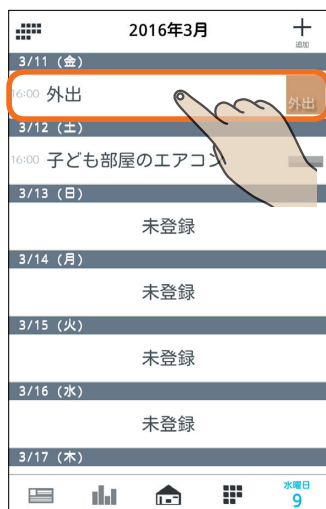 2016年3月
追加
3/11 (金)
16:00 外出
外出
3/12 (土)
16:00 子ども部屋のエアコン
3/13 (日)
未登録
3/14 (月)
未登録
3/15 (火)
未登録
3/16 (水)
未登録
3/17 (木)
水曜日
9